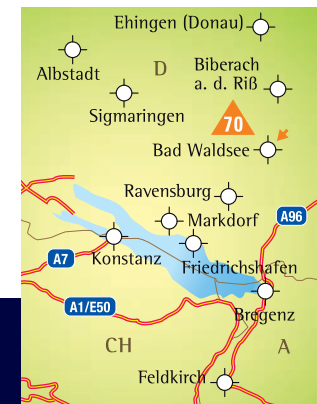 Ehingen (Donau)
Albstadt
D
Biberach
a. d. Riß
Sigmaringen
70
Bad Waldsee
Ravensburg
Markdorf
A96
Konstanz
A7
Friedrichshafen
A1/E50
Bregenz
CH
A
Feldkirch